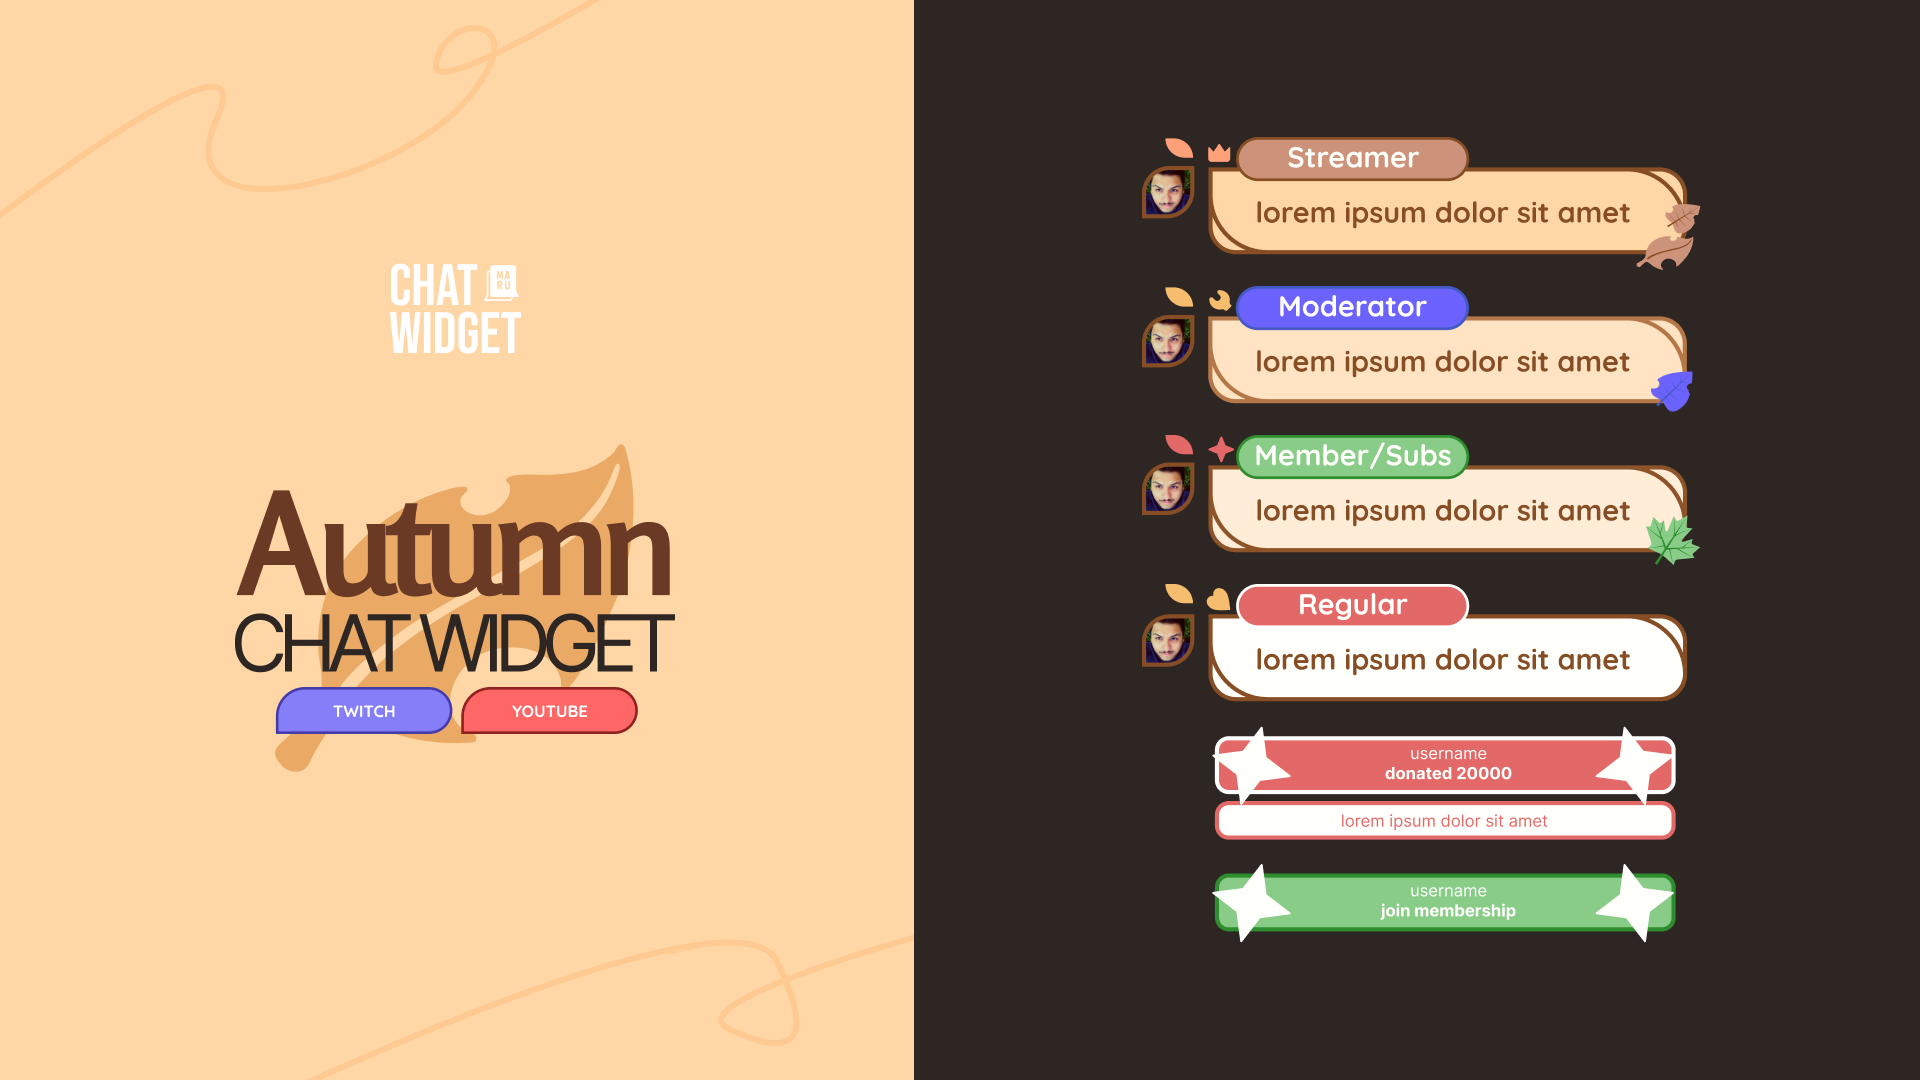 CHAT
MA
RU
WIDGET
Autumn
CHAT WIDGET
TWITCH
YOUTUBE
Streamer
lorem ipsum dolor sit amet
Moderator
lorem ipsum dolor sit amet
Member/Subs
lorem ipsum dolor sit amet
Regular
lorem ipsum dolor sit amet
username
donated 20000
lorem ipsum dolor sit amet
username
join membership